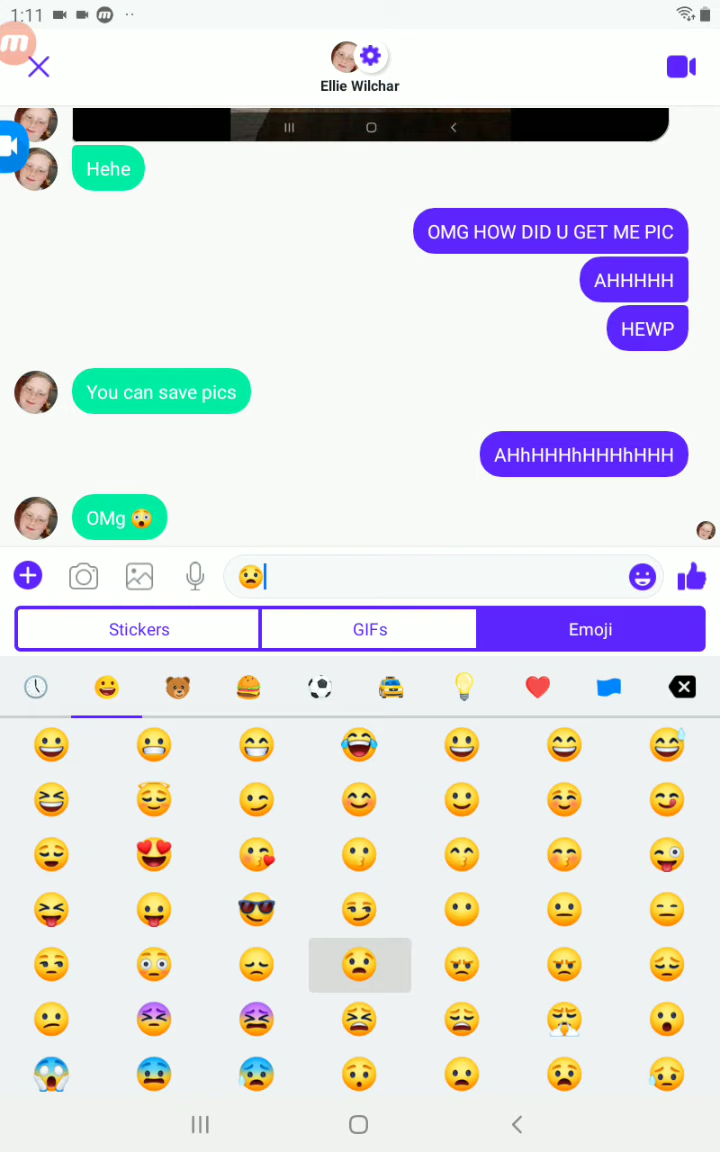 1:11
Ellie Wilchar
Hehe
OMG HOW DID U GET ME PIC
AHHHHH
HEWP
You can save pics
AHhHHHhHHHhHHH
OMg 😲
😧
Stickers GIFs Emoji